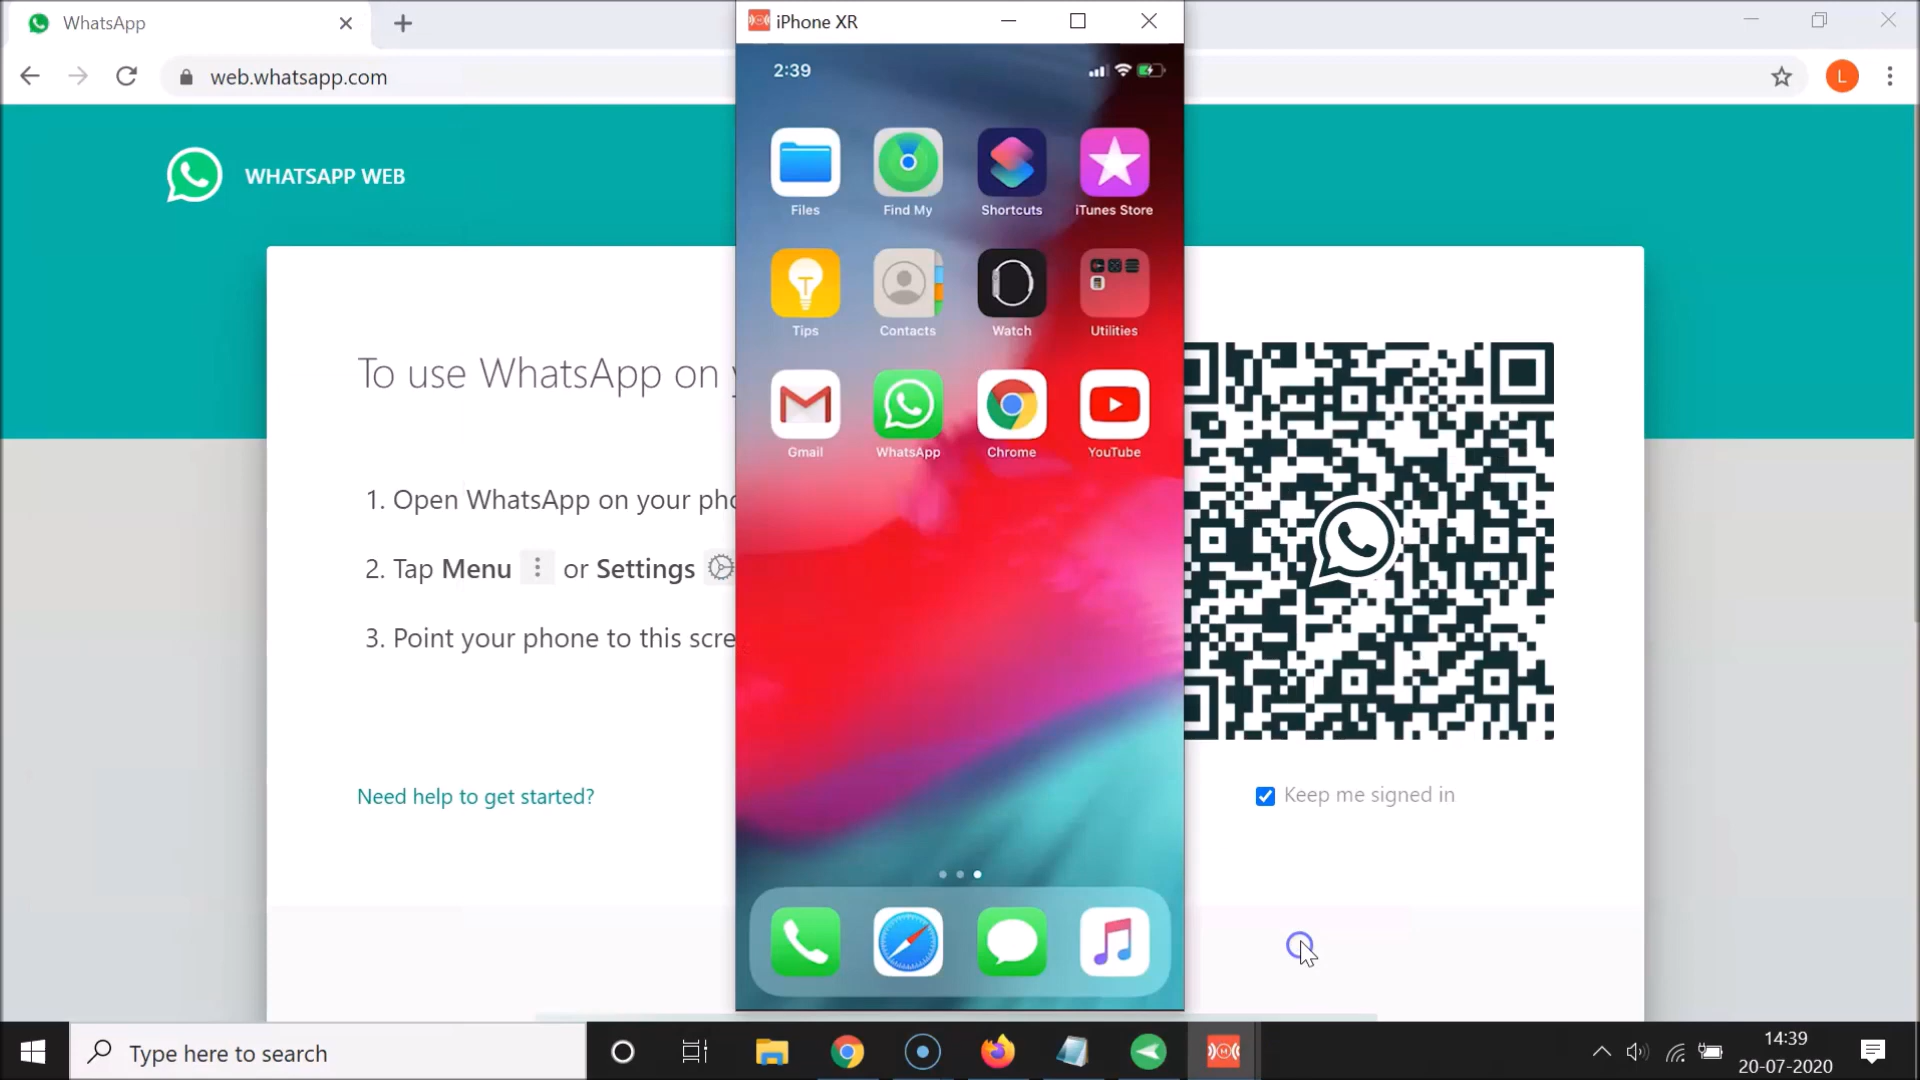 WhatsApp
web.whatsapp.com
L
iPhone XR
2:39
WHATSAPP WEB
Files
Find My
Shortcuts
iTunes Store
Tips
Contacts
Watch
Utilities
Gmail
WhatsApp
Chrome
YouTube
To use WhatsApp on
1. Open WhatsApp on your pho
2. Tap Menu or Settings
3. Point your phone to this scre
Need help to get started?
Keep me signed in
Type here to search
14:39
20-07-2020